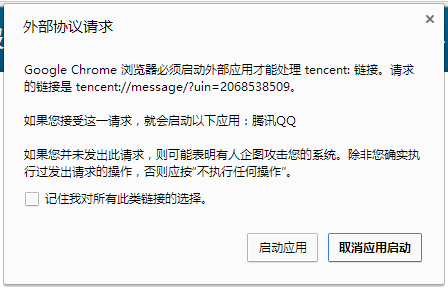 外部协议请求
Google Chrome 浏览器必须启动外部应用才能处理 tencent: 链接。请求
的链接是 tencent://message/?uin=2068538509。
如果您接受这一请求，就会启动以下应用：腾讯QQ
如果您并未发出此请求，则可能表明有人企图攻击您的系统。除非您确实执
行过发出请求的操作，否则应按“不执行任何操作”。
记住我对所有此类链接的选择。
启动应用
取消应用启动